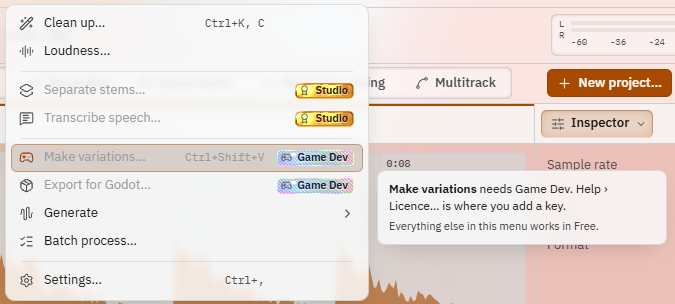 Clean up... Ctrl+K, C
Loudness...
Separate stems... Studio
Transcribe speech... Studio
Make variations... Ctrl+Shift+V Game Dev
Export for Godot... Game Dev
Generate
Batch process...
Settings... Ctrl+,
L
R
-60 -36 -24
ing
Multitrack
+ New project...
Inspector
0:08
Sample rate
Make variations needs Game Dev. Help ›
Licence... is where you add a key.
Everything else in this menu works in Free.
Format